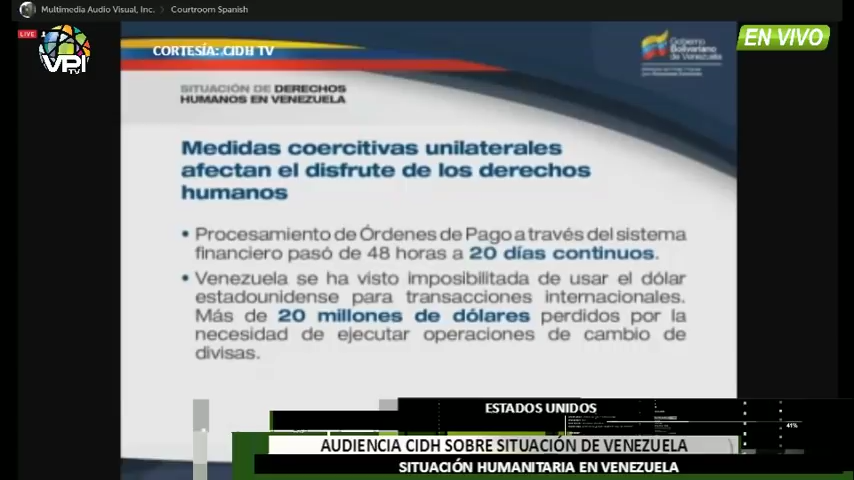 Multimedia Audio Visual, Inc. > Courtroom Spanish
LIVE
VPI
TV
CORTESÍA: CIDH TV
EN VIVO
Gobierno
Bolivariano
de Venezuela
SITUACIÓN DE DERECHOS
HUMANOS EN VENEZUELA
Medidas coercitivas unilaterales
afectan el disfrute de los derechos
humanos
• Procesamiento de Órdenes de Pago a través del sistema
financiero pasó de 48 horas a 20 días continuos.
• Venezuela se ha visto imposibilitada de usar el dólar
estadounidense para transacciones internacionales.
Más de 20 millones de dólares perdidos por la
necesidad de ejecutar operaciones de cambio de
divisas.
ESTADOS UNIDOS
41%
AUDIENCIA CIDH SOBRE SITUACIÓN DE VENEZUELA
SITUACIÓN HUMANITARIA EN VENEZUELA